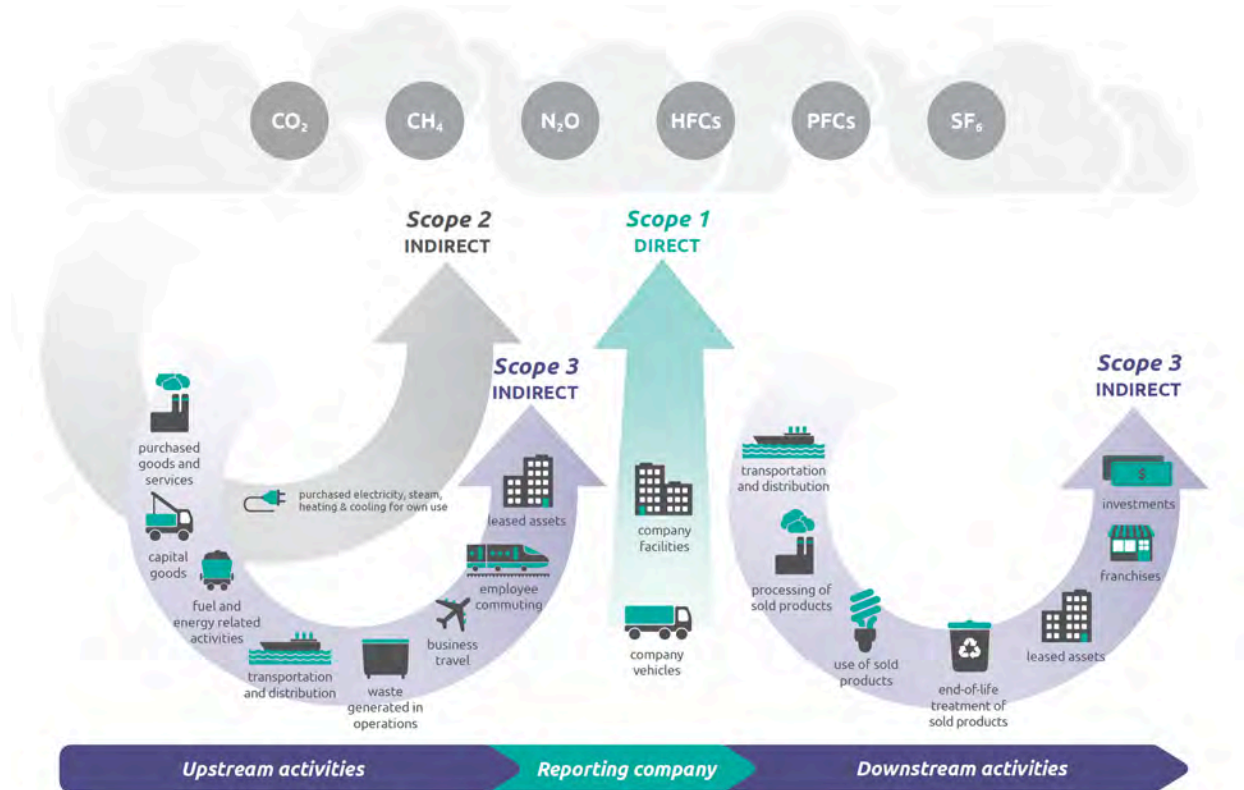 CO₂
CH₄
N₂O
HFCs
PFCs
SF₆
Scope 2
INDIRECT
Scope 1
DIRECT
Scope 3
INDIRECT
Scope 3
INDIRECT
purchased
goods and
services
capital
goods
fuel and
energy related
activities
purchased electricity, steam,
heating & cooling for own use
transportation
and distribution
waste
generated in
operations
business
travel
employee
commuting
leased assets
company
facilities
company
vehicles
transportation
and distribution
processing of
sold products
use of sold
products
end-of-life
treatment of
sold products
leased assets
franchises
$
investments
Upstream activities
Reporting company
Downstream activities